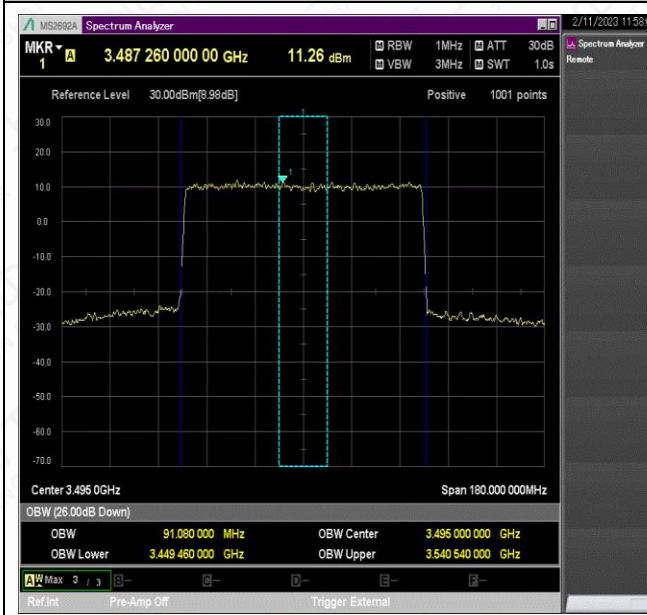 MS2692A Spectrum Analyzer
2/11/2023 11:58:
MKR 1 A 3.487 260 000 00 GHz 11.26 dBm
M RBW 1MHz M ATT 30dB
M VBW 3MHz M SWT 1.0s
Spectrum Analyzer
Remote
Reference Level 30.00dBm[8.98dB] Positive 1001 points
30.0
1
20.0
1
10.0
0.0
-10.0
-20.0
-30.0
-40.0
-50.0
-60.0
-70.0
Center 3.495 0GHz Span 180.000 000MHz
OBW (26.00dB Down)
OBW 91.080 000 MHz OBW Center 3.495 000 000 GHz
OBW Lower 3.449 460 000 GHz OBW Upper 3.540 540 000 GHz
A W Max 3 / 3 B- C- D- E- F-
Ref.Int Pre-Amp Off Trigger External